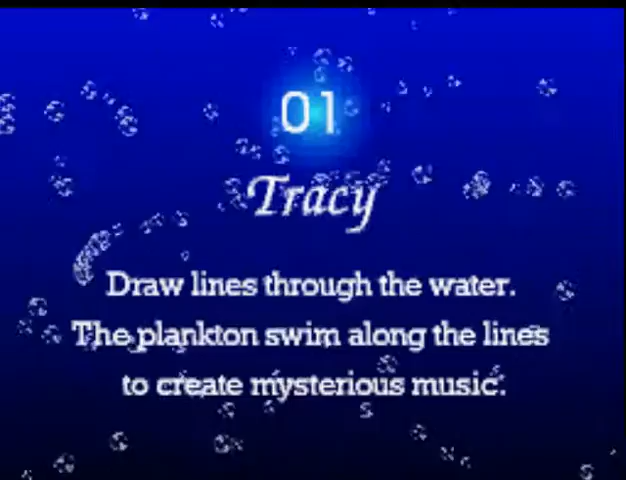 01
Tracy
Draw lines through the water.
The plankton swim along the lines
to create mysterious music.